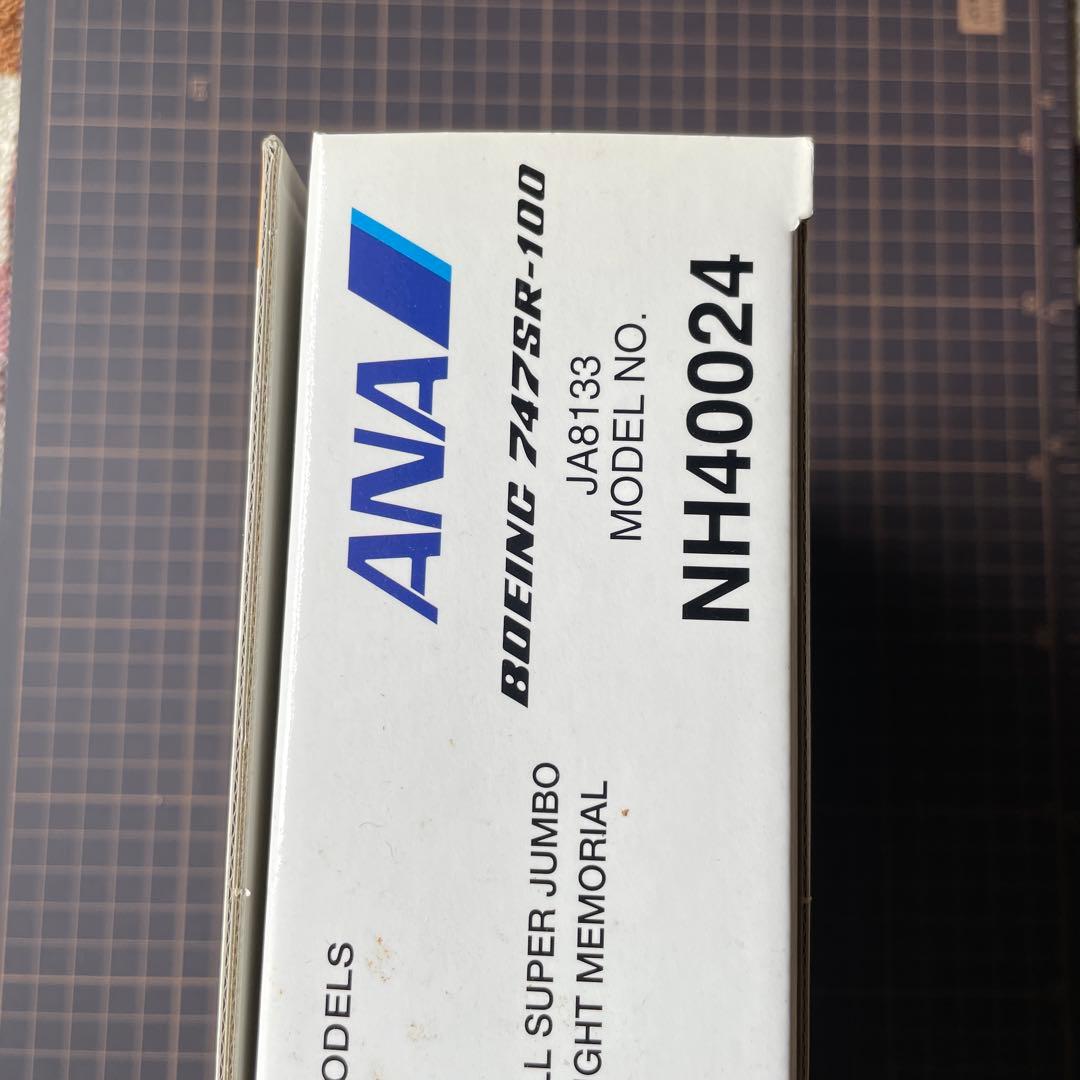 ANA
BOEING 747SR-100
JA8133
MODEL NO.
NH40024
SUPER JUMBO
MEMORIAL